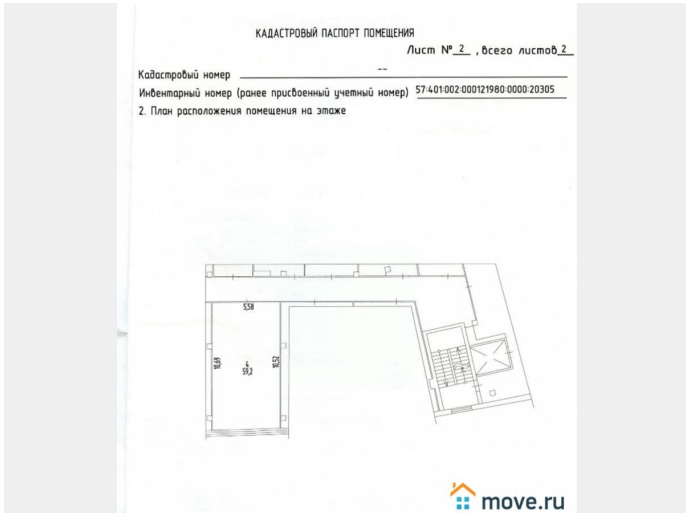 КАДАСТРОВЫЙ ПАСПОРТ ПОМЕЩЕНИЯ
Лист № 2 , всего листов 2
Кадастровый номер --
Инвентарный номер (ранее присвоенный учетный номер) 57:401:002:000121980:0000:20305
2. План расположения помещения на этаже
5,58
10,69
4
59,2
10,52
move.ru